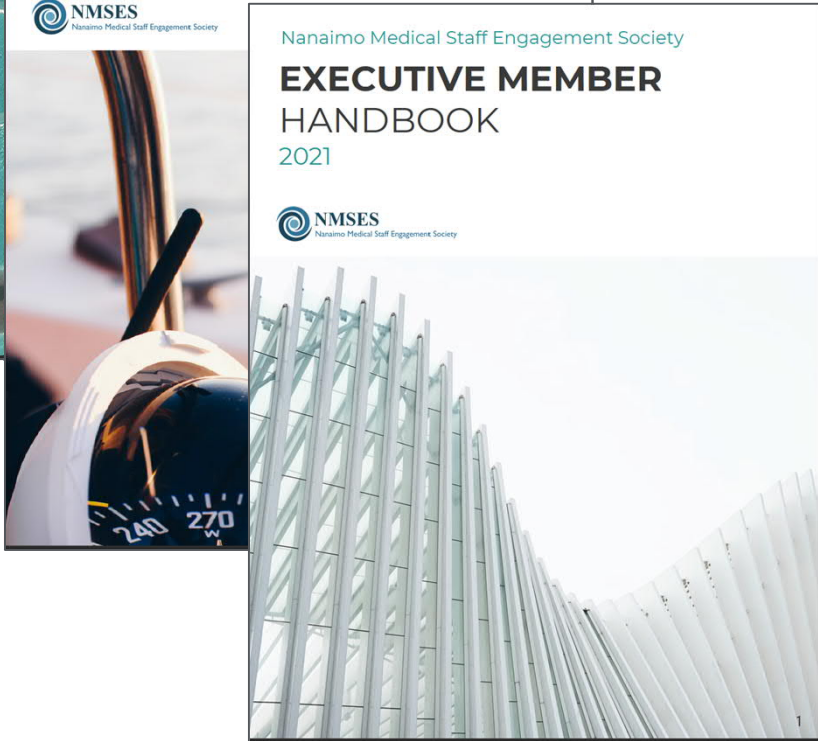 NMSES
Nanaimo Medical Staff Engagement Society
Nanaimo Medical Staff Engagement Society
EXECUTIVE MEMBER
HANDBOOK
2021
NMSES
Nanaimo Medical Staff Engagement Society
240 270
W
1